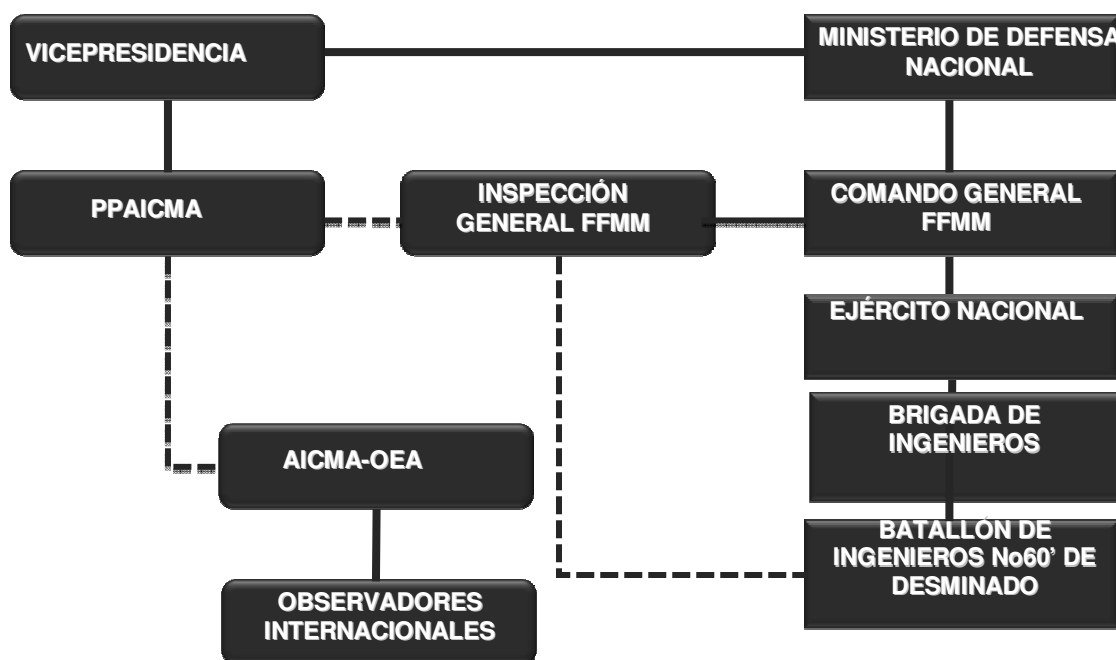 VICEPRESIDENCIA
MINISTERIO DE DEFENSA
NACIONAL
PPAICMA
INSPECCIÓN
GENERAL FFMM
COMANDO GENERAL
FFMM
EJÉRCITO NACIONAL
BRIGADA DE
INGENIEROS
AICMA-OEA
BATALLÓN DE
INGENIEROS No60’ DE
DESMINADO
OBSERVADORES
INTERNACIONALES